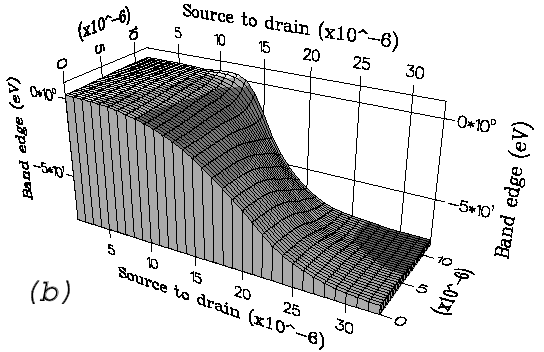 Source to drain (x10^-6)
(x10^-6)
0 5 10
5 10 15 20 25 30
0*10⁰
-5*10¹
Band edge (eV)
0*10⁰
-5*10¹
Band edge (eV)
5 10 15 20 25 30
Source to drain (x10^-6)
0 5 10
(x10^-6)
(b)